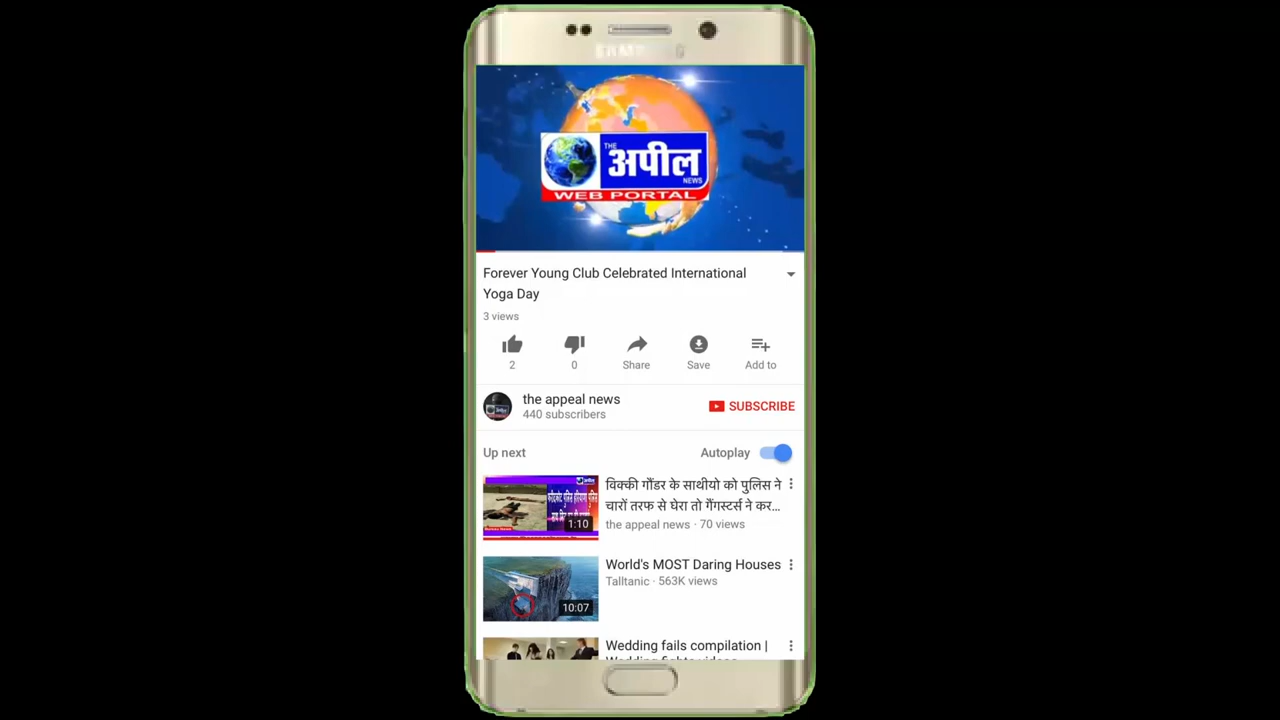 SAMSUNG
THE
अपील
NEWS
WEB PORTAL
Forever Young Club Celebrated International
Yoga Day
3 views
2
0
Share
Save
Add to
the appeal news
440 subscribers
SUBSCRIBE
Up next
Autoplay
विक्की गौंडर के साथीयो को पुलिस ने
चारों तरफ से घेरा तो गैंगस्टर्स ने कर...
the appeal news · 70 views
1:10
World's MOST Daring Houses
Talltanic · 563K views
10:07
Wedding fails compilation |